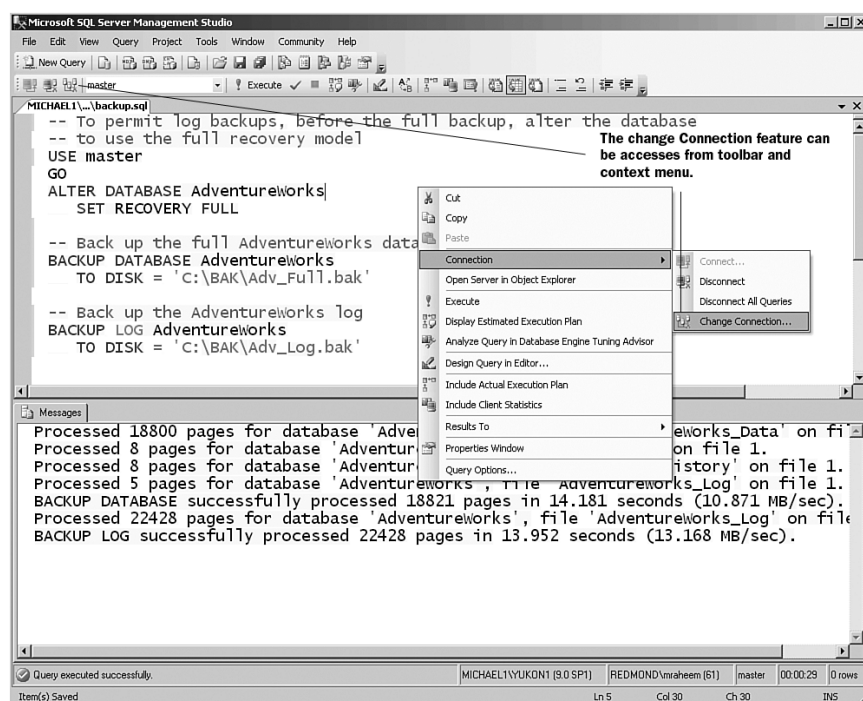 Microsoft SQL Server Management Studio
File Edit View Query Project Tools Window Community Help
New Query
master Execute
MICHAEL1\...\backup.sql
-- To permit log backups, before the full backup, alter the database
-- to use the full recovery model
USE master
GO
ALTER DATABASE AdventureWorks
SET RECOVERY FULL
-- Back up the full AdventureWorks data
BACKUP DATABASE AdventureWorks
TO DISK = 'C:\BAK\Adv_Full.bak'
-- Back up the AdventureWorks log
BACKUP LOG AdventureWorks
TO DISK = 'C:\BAK\Adv_Log.bak'
The change Connection feature can
be accesses from toolbar and
context menu.
Cut
Copy
Paste
Connection
Open Server in Object Explorer
Execute
Display Estimated Execution Plan
Analyze Query in Database Engine Tuning Advisor
Design Query in Editor...
Include Actual Execution Plan
Include Client Statistics
Results To
Properties Window
Query Options...
Connect...
Disconnect
Disconnect All Queries
Change Connection...
Messages
Processed 18800 pages for database 'Adve eWorks_Data' on fi
Processed 8 pages for database 'Adventur on file 1.
Processed 8 pages for database 'Adventur istory' on file 1.
Processed 5 pages for database 'AdventureWorks', file 'AdventureWorks_Log' on file 1.
BACKUP DATABASE successfully processed 18821 pages in 14.181 seconds (10.871 MB/sec).
Processed 22428 pages for database 'AdventureWorks', file 'AdventureWorks_Log' on file
BACKUP LOG successfully processed 22428 pages in 13.952 seconds (13.168 MB/sec).
Query executed successfully. MICHAEL1\YUKON1 (9.0 SP1) REDMOND\mraheem (61) master 00:00:29 0 rows
Item(s) Saved Ln 5 Col 30 Ch 30 INS